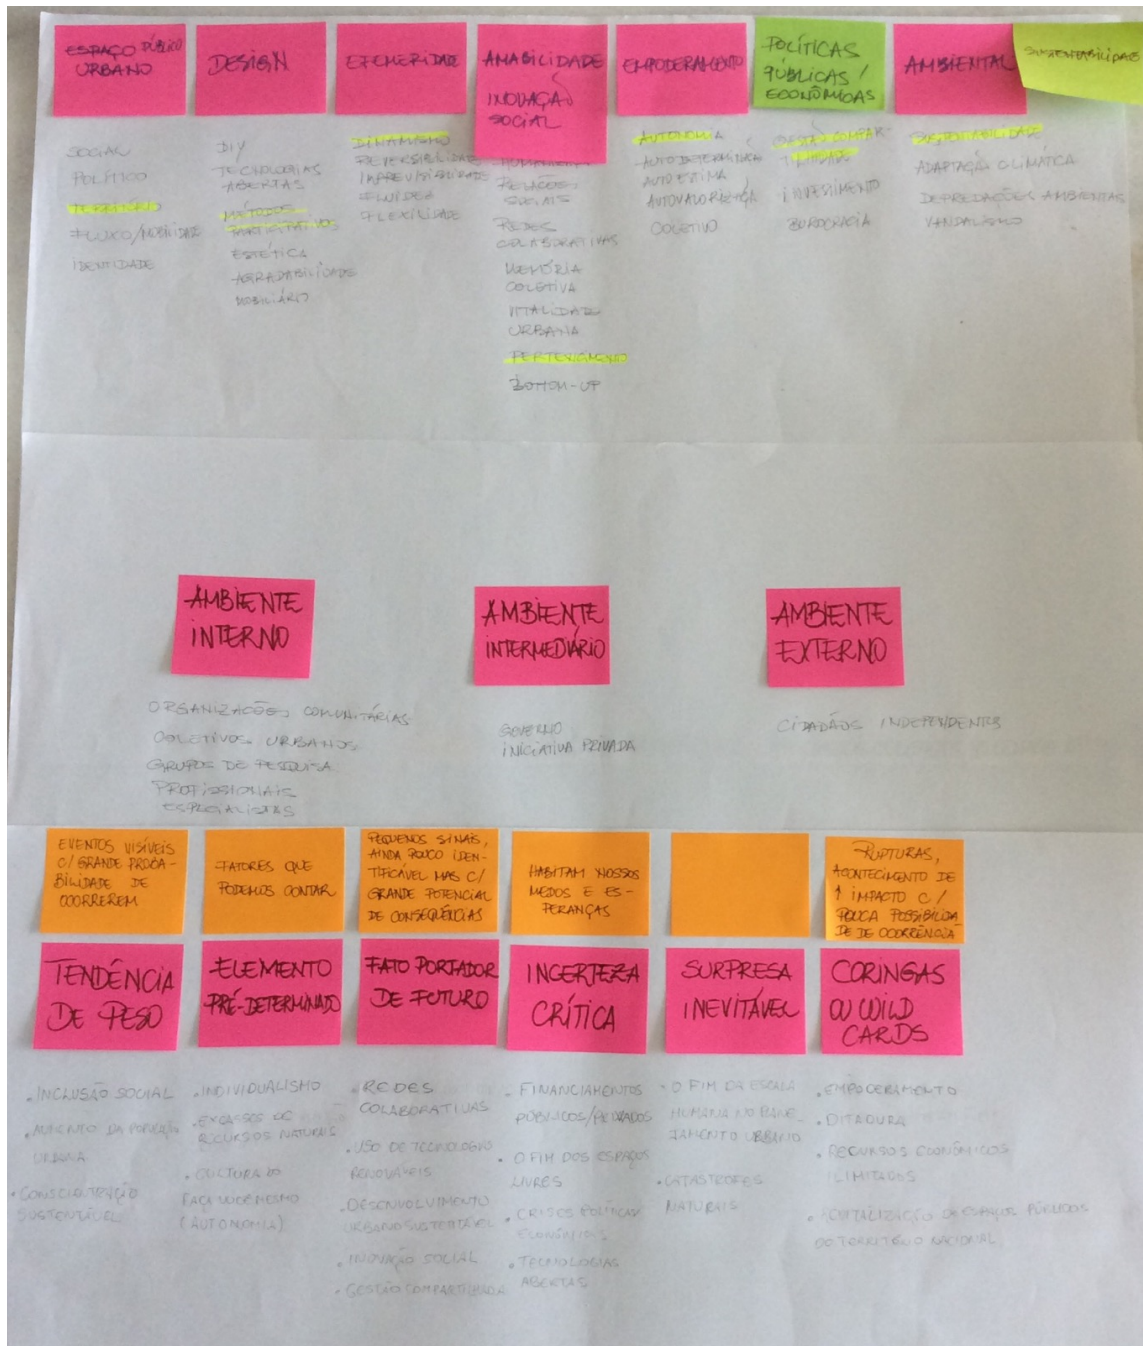 ESPAÇO PÚBLICO
URBANO
SOCIAL
POLÍTICO
TERRITÓRIO
FLUXO/MOBILIDADE
IDENTIDADE
DESIGN
DIY
TECNOLOGIAS
ABERTAS
MÉTODOS
PARTICIPATIVOS
ESTÉTICA
AGRADABILIDADE
MOBILIÁRIO
EFEMERIDADE
DINAMISMO
REVERSIBILIDADE
IMPREVISIBILIDADE
FLUIDEZ
FLEXILIDADE
AMABILIDADE
INOVAÇÃO
SOCIAL
RELAÇÕES
SOCIAIS
REDES
COLABORATIVAS
MEMÓRIA
COLETIVA
VITALIDADE
URBANA
PERTENCIMENTO
BOTTOM-UP
EMPODERAMENTO
AUTONOMIA
AUTODETERMINAÇÃO
AUTOESTIMA
AUTOVALORIZAÇÃO
COLETIVO
POLÍTICAS
PÚBLICAS /
ECONÔMICAS
GESTÃO COMPAR-
TILHADA
INVESTIMENTO
BUROCRACIA
AMBIENTAL
SUSTENTABILIDADE
SUSTENTABILIDADE
ADAPTAÇÃO CLIMÁTICA
DEPREDAÇÕES AMBIENTAIS
VANDALISMO
AMBIENTE
INTERNO
ORGANIZAÇÕES COMUNITÁRIAS
COLETIVOS URBANOS
GRUPOS DE PESQUISA
PROFISSIONAIS
ESPECIALISTAS
AMBIENTE
INTERMEDIÁRIO
GOVERNO
INICIATIVA PRIVADA
AMBIENTE
EXTERNO
CIDADÃOS INDEPENDENTES
EVENTOS VISÍVEIS
C/ GRANDE PROBA-
BILIDADE DE
OCORREREM
TENDÊNCIA
DE PESO
. INCLUSÃO SOCIAL
. AUMENTO DA POPULAÇÃO
URBANA
. CONSCIENTIZAÇÃO
SUSTENTÁVEL
FATORES QUE
PODEMOS CONTAR
ELEMENTO
PRÉ-DETERMINADO
. INDIVIDUALISMO
. EXCASSES DE
RECURSOS NATURAIS
. CULTURA DO
FAÇA VOCÊ MESMO
(AUTONOMIA)
PEQUENOS SINAIS,
AINDA POUCO IDEN-
TIFICÁVEL MAS C/
GRANDE POTENCIAL
DE CONSEQUÊNCIAS
FATO PORTADOR
DE FUTURO
. REDES
COLABORATIVAS
. USO DE TECNOLOGIAS
RENOVÁVEIS
. DESENVOLVIMENTO
URBANO SUSTENTÁVEL
. INOVAÇÃO SOCIAL
. GESTÃO COMPARTILHADA
HABITAM NOSSOS
MEDOS E ES-
PERANÇAS
INCERTEZA
CRÍTICA
. FINANCIAMENTOS
PÚBLICOS/PRIVADOS
. O FIM DOS ESPAÇOS
LIVRES
. CRISES POLÍTICAS
ECONÔMICAS
. TECNOLOGIAS
ABERTAS
SURPRESA
INEVITÁVEL
. O FIM DA ESCALA
HUMANA NO PLANE-
JAMENTO URBANO
. CATASTROFES
NATURAIS
RUPTURAS,
ACONTECIMENTO DE
↑ IMPACTO C/
POUCA POSSIBILIDA
DE DE OCORRÊNCIA
CORINGAS
OU WILD
CARDS
. EMPODERAMENTO
. DITADURA
. RECURSOS ECONÔMICOS
ILIMITADOS
. DOS ESPAÇOS PÚBLICOS
DO TERRITÓRIO NACIONAL